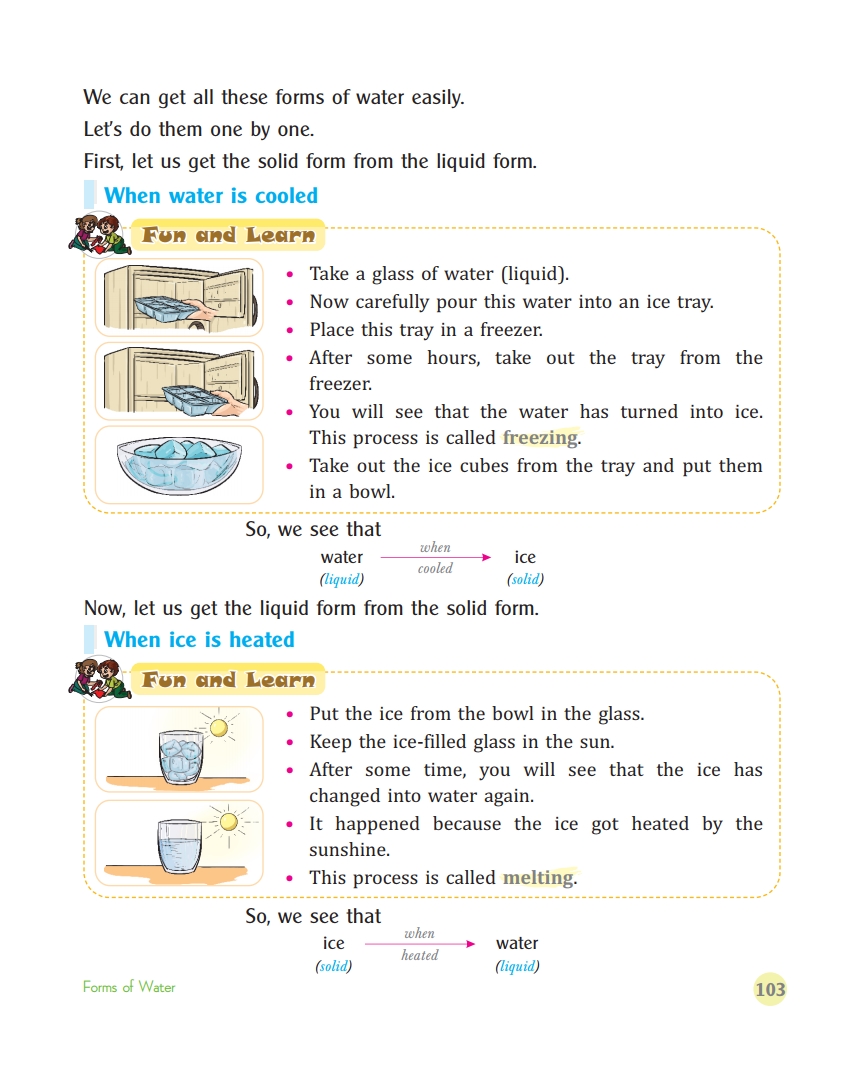 We can get all these forms of water easily.
Let's do them one by one.
First, let us get the solid form from the liquid form.
When water is cooled
Fun and Learn
• Take a glass of water (liquid).
• Now carefully pour this water into an ice tray.
• Place this tray in a freezer.
• After some hours, take out the tray from the
freezer.
• You will see that the water has turned into ice.
This process is called freezing.
• Take out the ice cubes from the tray and put them
in a bowl.
So, we see that
water when ice
(liquid) cooled (solid)
Now, let us get the liquid form from the solid form.
When ice is heated
Fun and Learn
• Put the ice from the bowl in the glass.
• Keep the ice-filled glass in the sun.
• After some time, you will see that the ice has
changed into water again.
• It happened because the ice got heated by the
sunshine.
• This process is called melting.
So, we see that
ice when water
(solid) heated (liquid)
Forms of Water 103